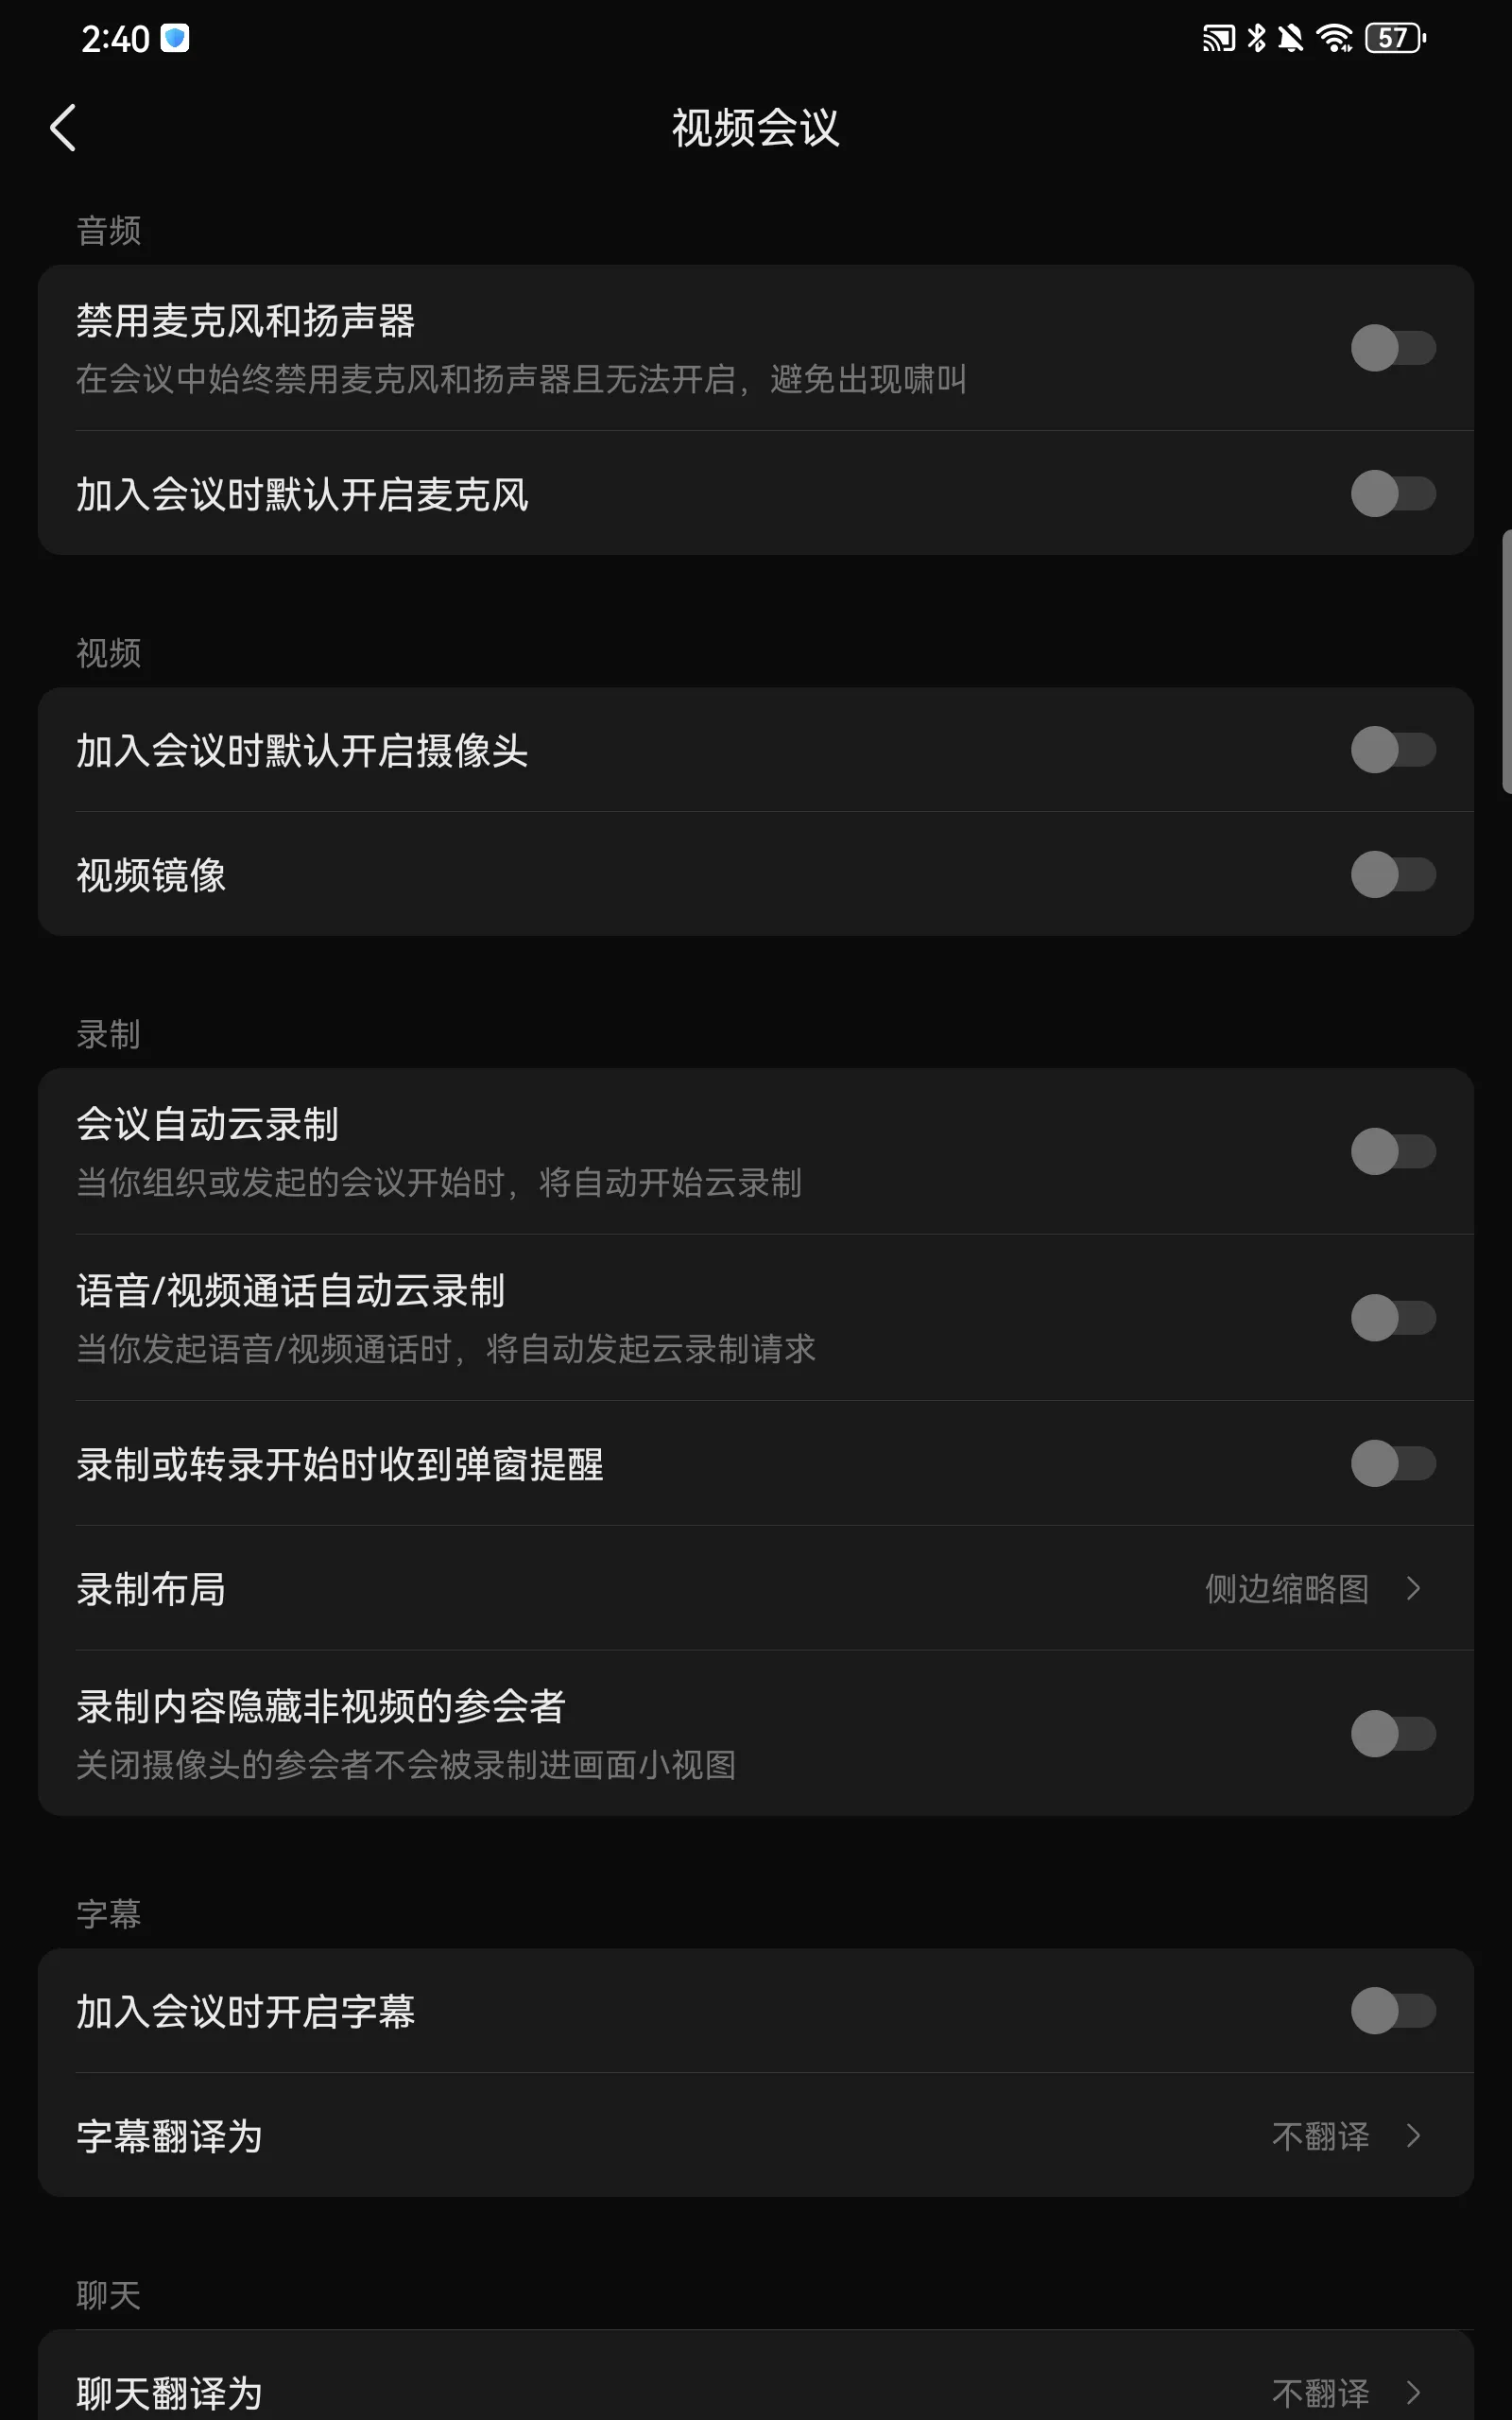 2:40
57
视频会议
音频
禁用麦克风和扬声器
在会议中始终禁用麦克风和扬声器且无法开启，避免出现啸叫
加入会议时默认开启麦克风
视频
加入会议时默认开启摄像头
视频镜像
录制
会议自动云录制
当你组织或发起的会议开始时，将自动开始云录制
语音/视频通话自动云录制
当你发起语音/视频通话时，将自动发起云录制请求
录制或转录开始时收到弹窗提醒
录制布局
侧边缩略图
录制内容隐藏非视频的参会者
关闭摄像头的参会者不会被录制进画面小视图
字幕
加入会议时开启字幕
字幕翻译为
不翻译
聊天
聊天翻译为
不翻译